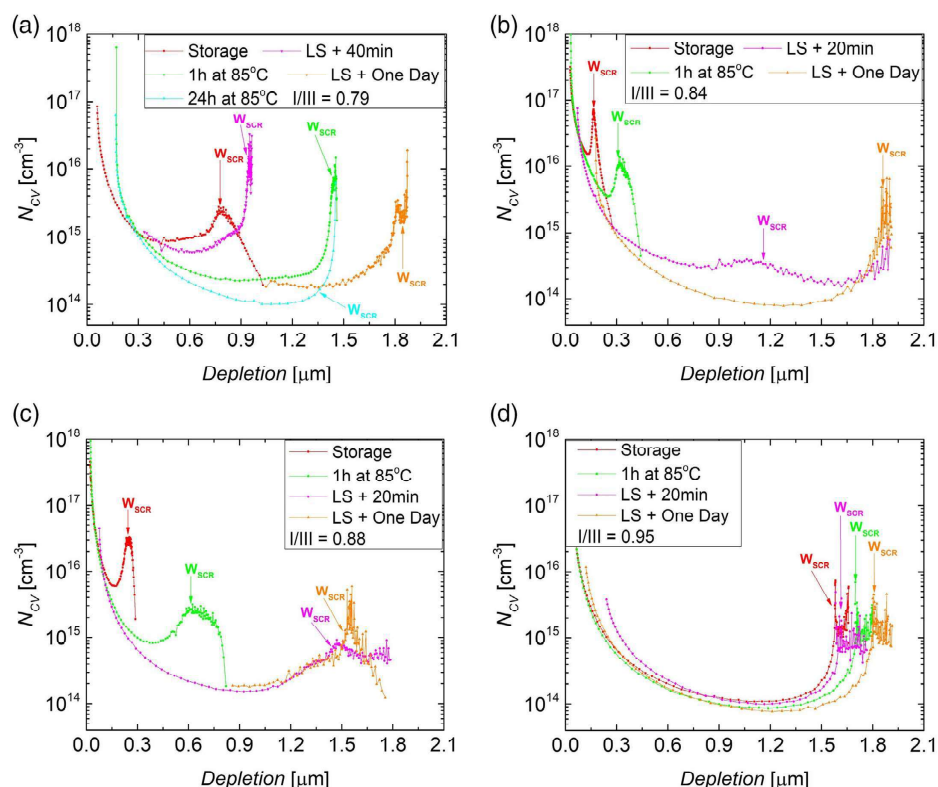 (a)
10^18
10^17
10^16
10^15
10^14
N_CV [cm^-3]
Storage LS + 40min
1h at 85°C LS + One Day
24h at 85°C I/III = 0.79
W_SCR
W_SCR
W_SCR
W_SCR
W_SCR
0.0 0.3 0.6 0.9 1.2 1.5 1.8 2.1
Depletion [μm]
(b)
10^18
10^17
10^16
10^15
10^14
N_CV [cm^-3]
Storage LS + 20min
1h at 85°C LS + One Day
I/III = 0.84
W_SCR
W_SCR
W_SCR
W_SCR
0.0 0.3 0.6 0.9 1.2 1.5 1.8 2.1
Depletion [μm]
(c)
10^18
10^17
10^16
10^15
10^14
N_CV [cm^-3]
Storage
1h at 85°C
LS + 20min
LS + One Day
I/III = 0.88
W_SCR
W_SCR
W_SCR
W_SCR
0.0 0.3 0.6 0.9 1.2 1.5 1.8 2.1
Depletion [μm]
(d)
10^18
10^17
10^16
10^15
10^14
N_CV [cm^-3]
Storage
1h at 85°C
LS + 20min
LS + One Day
I/III = 0.95
W_SCR
W_SCR
W_SCR
W_SCR
0.0 0.3 0.6 0.9 1.2 1.5 1.8 2.1
Depletion [μm]